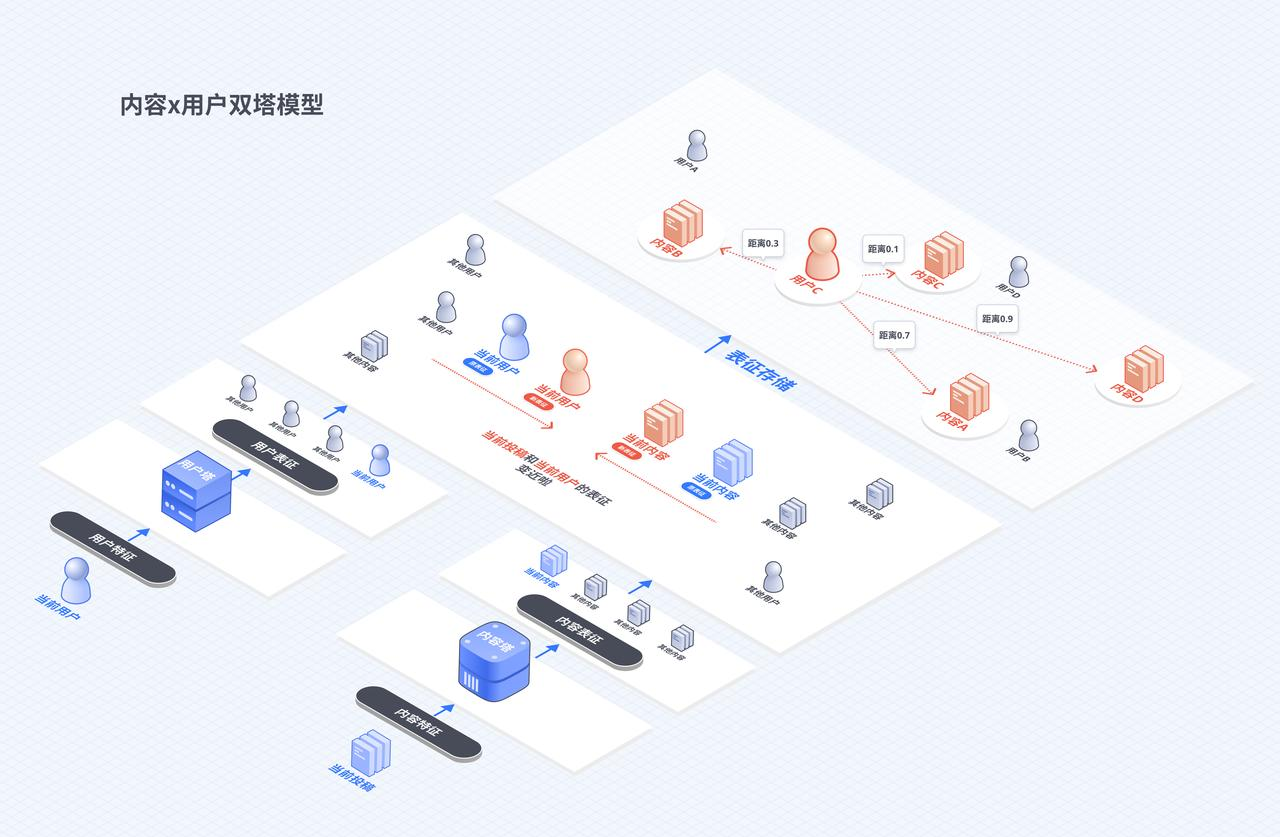 内容x用户双塔模型
用户A
内容B
距离0.3
用户C
距离0.1
内容C
用户D
距离0.9
距离0.7
内容D
内容A
用户B
表征存储
其他用户
其他用户
其他内容
当前用户
原表征
当前用户
新表征
当前内容
新表征
当前内容
原表征
当前投稿和当前用户的表征
变近啦
其他内容
其他内容
其他用户
其他用户
其他用户
其他用户
当前用户
用户表征
用户塔
用户特征
当前用户
当前内容
其他内容
其他内容
其他内容
内容表征
内容塔
内容特征
当前投稿